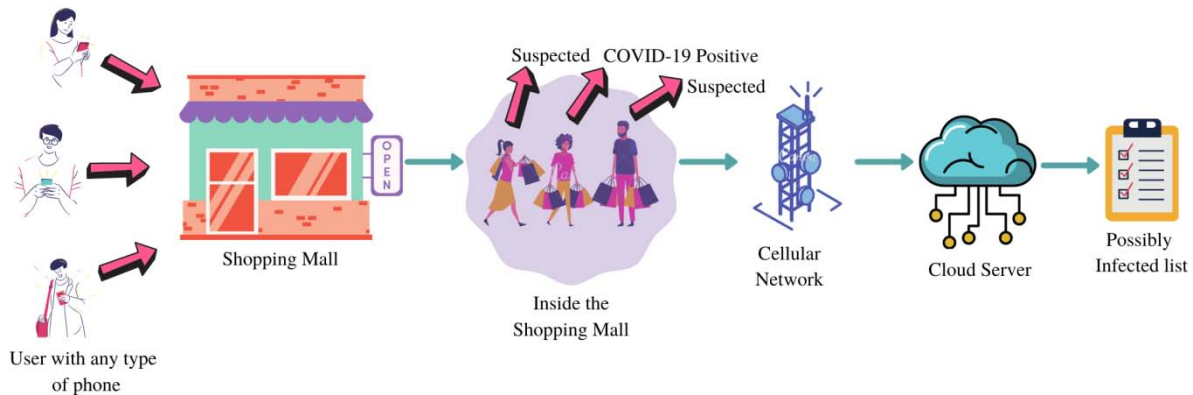 Suspected
COVID-19 Positive
Suspected
OPEN
Shopping Mall
Inside the
Shopping Mall
Cellular
Network
Cloud Server
Possibly
Infected list
User with any type
of phone